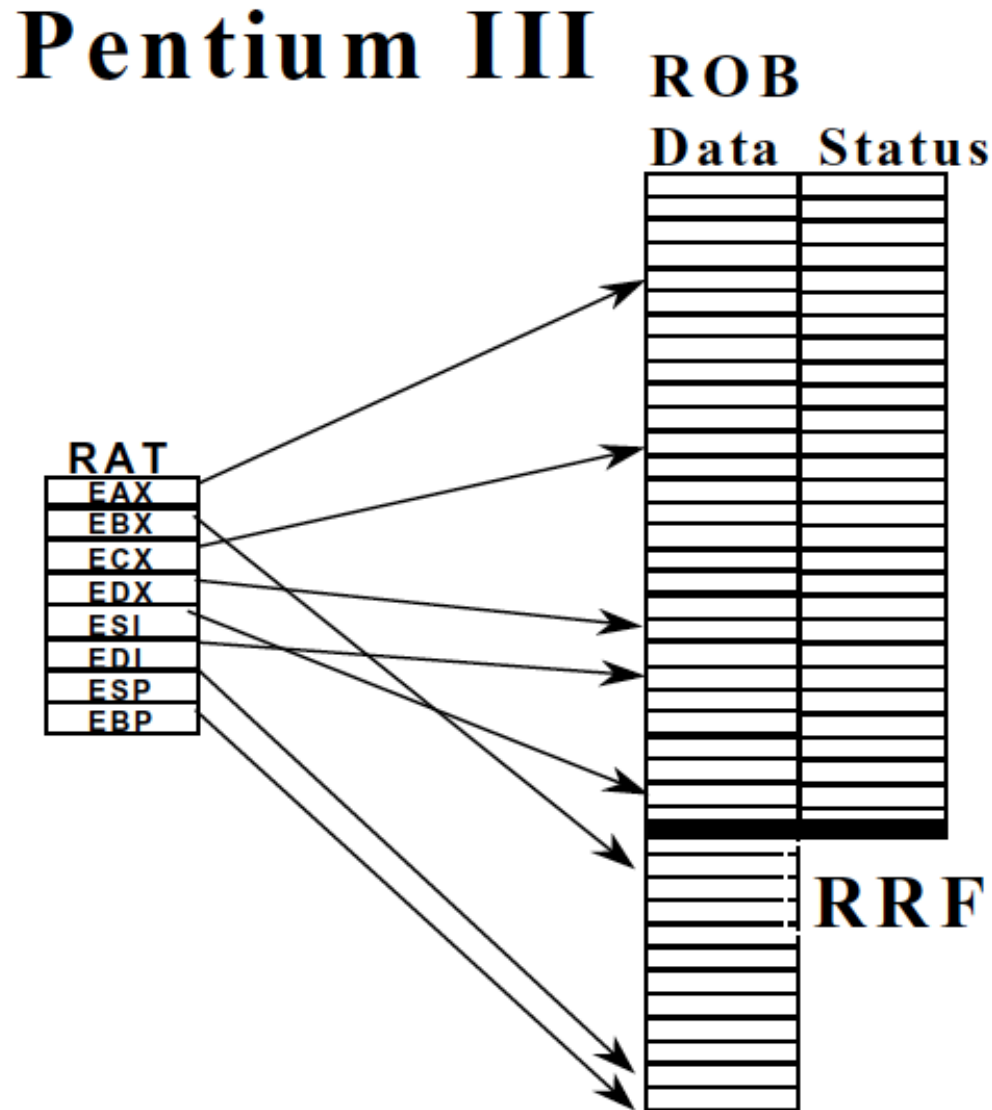 Pentium III
ROB
Data Status
RAT
EAX
EBX
ECX
EDX
ESI
EDI
ESP
EBP
RRF